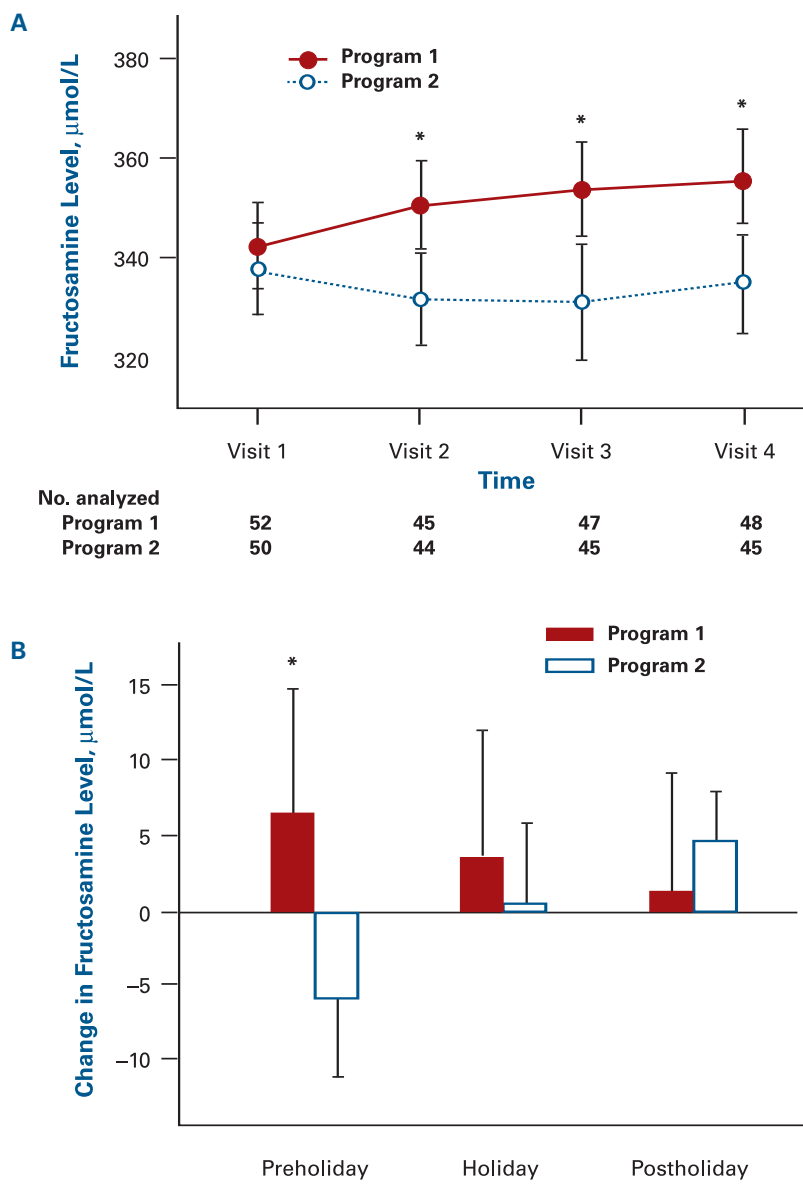 A
Fructosamine Level, μmol/L
380
360
340
320
Program 1
Program 2
*
*
*
Visit 1 Visit 2 Visit 3 Visit 4
Time
No. analyzed
Program 1 52 45 47 48
Program 2 50 44 45 45
B
Change in Fructosamine Level, μmol/L
15
10
5
0
–5
–10
Program 1
Program 2
*
Preholiday Holiday Postholiday